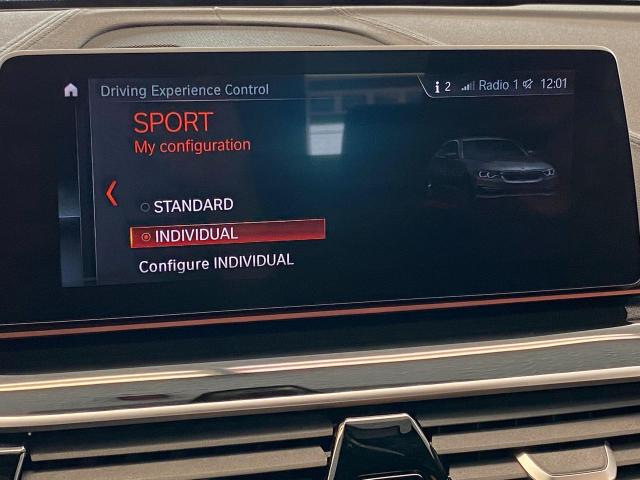 Driving Experience Control
2 Radio 1 12:01
SPORT
My configuration
STANDARD
INDIVIDUAL
Configure INDIVIDUAL